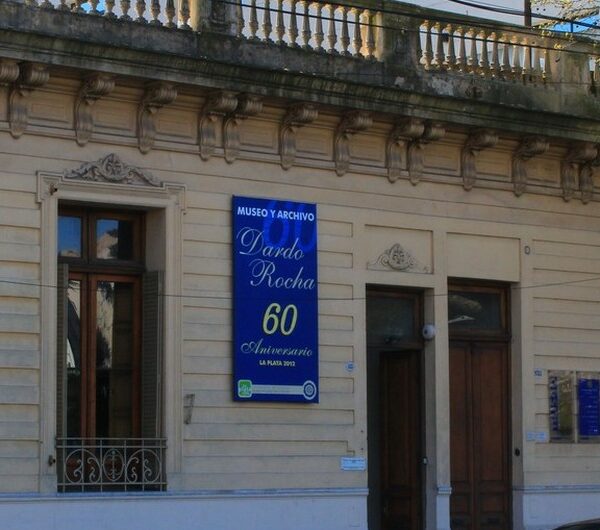 MUSEO Y ARCHIVO
Dardo
Rocha
60
Aniversario
LA PLATA 2012